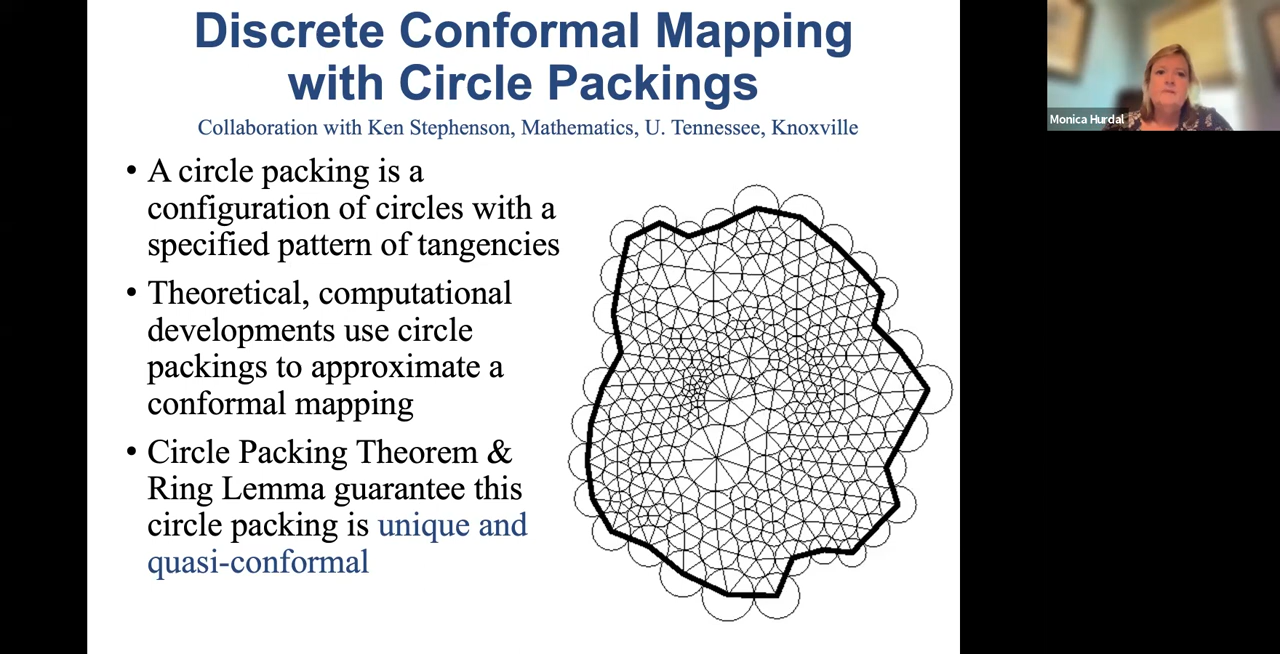 Discrete Conformal Mapping
with Circle Packings
Collaboration with Ken Stephenson, Mathematics, U. Tennessee, Knoxville
• A circle packing is a
configuration of circles with a
specified pattern of tangencies
• Theoretical, computational
developments use circle
packings to approximate a
conformal mapping
• Circle Packing Theorem &
Ring Lemma guarantee this
circle packing is unique and
quasi-conformal
Monica Hurdal